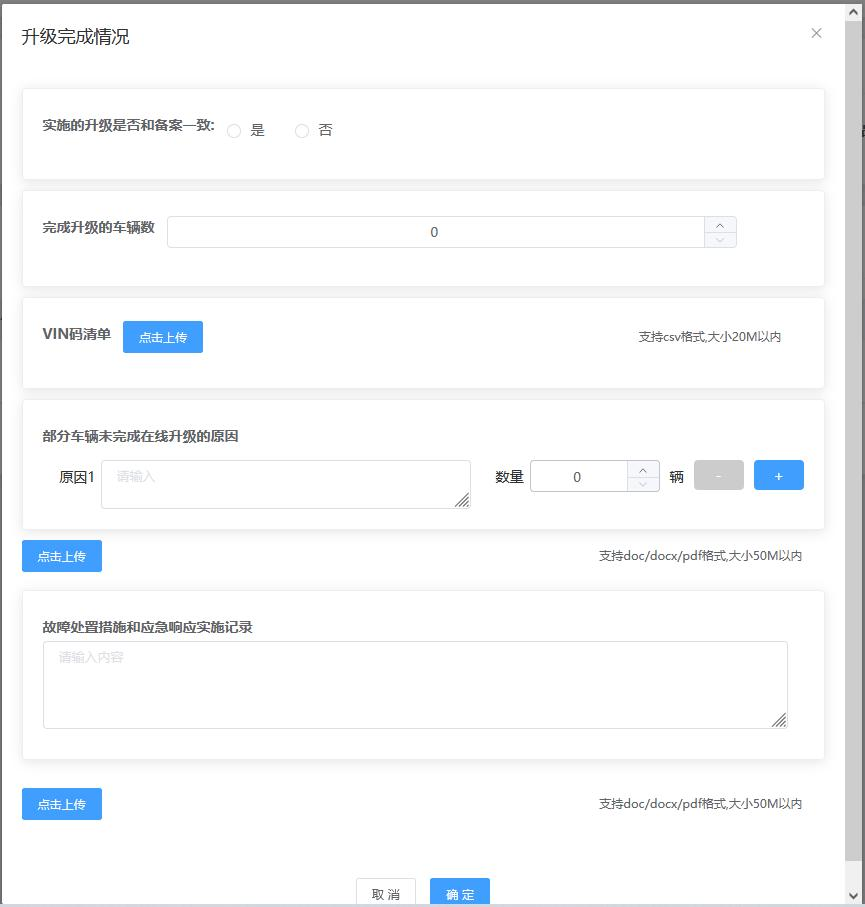 升级完成情况
实施的升级是否和备案一致: 是 否
完成升级的车辆数 0
VIN码清单 点击上传 支持csv格式,大小20M以内
部分车辆未完成在线升级的原因
原因1 请输入 数量 0 辆 - +
点击上传 支持doc/docx/pdf格式,大小50M以内
故障处置措施和应急响应实施记录
请输入内容
点击上传 支持doc/docx/pdf格式,大小50M以内
取消 确定